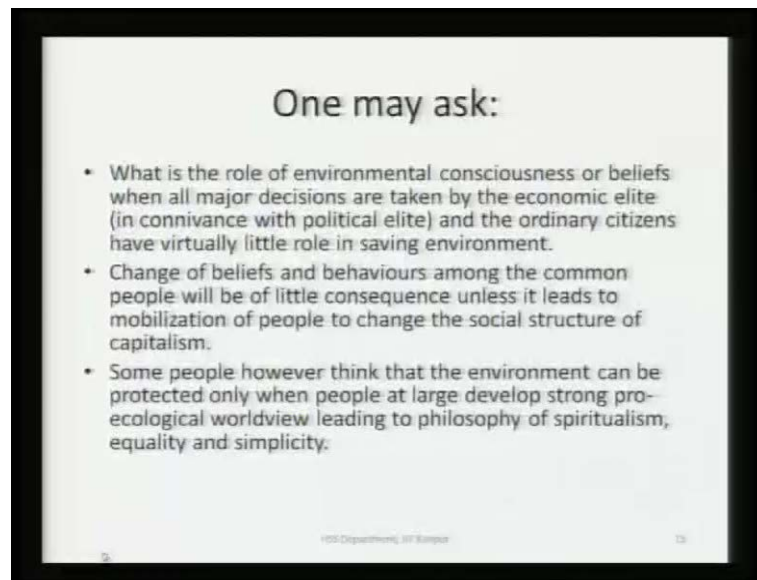 One may ask:
• What is the role of environmental consciousness or beliefs
when all major decisions are taken by the economic elite
(in connivance with political elite) and the ordinary citizens
have virtually little role in saving environment.
• Change of beliefs and behaviours among the common
people will be of little consequence unless it leads to
mobilization of people to change the social structure of
capitalism.
• Some people however think that the environment can be
protected only when people at large develop strong pro-
ecological worldview leading to philosophy of spiritualism,
equality and simplicity.
HSS Department, IIT Kanpur